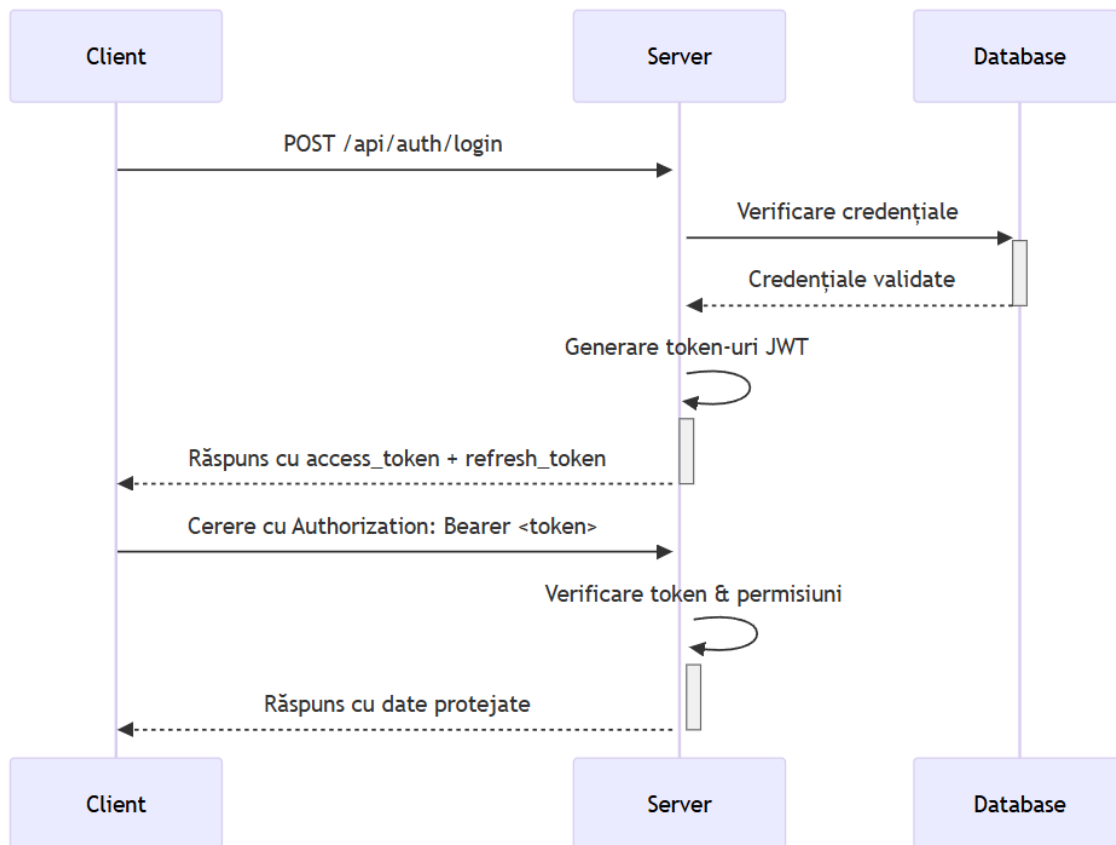 Client
Server
Database
POST /api/auth/login
Verificare credențiale
Credențiale validate
Generare token-uri JWT
Răspuns cu access_token + refresh_token
Cerere cu Authorization: Bearer <token>
Verificare token & permisiuni
Răspuns cu date protejate
Client
Server
Database